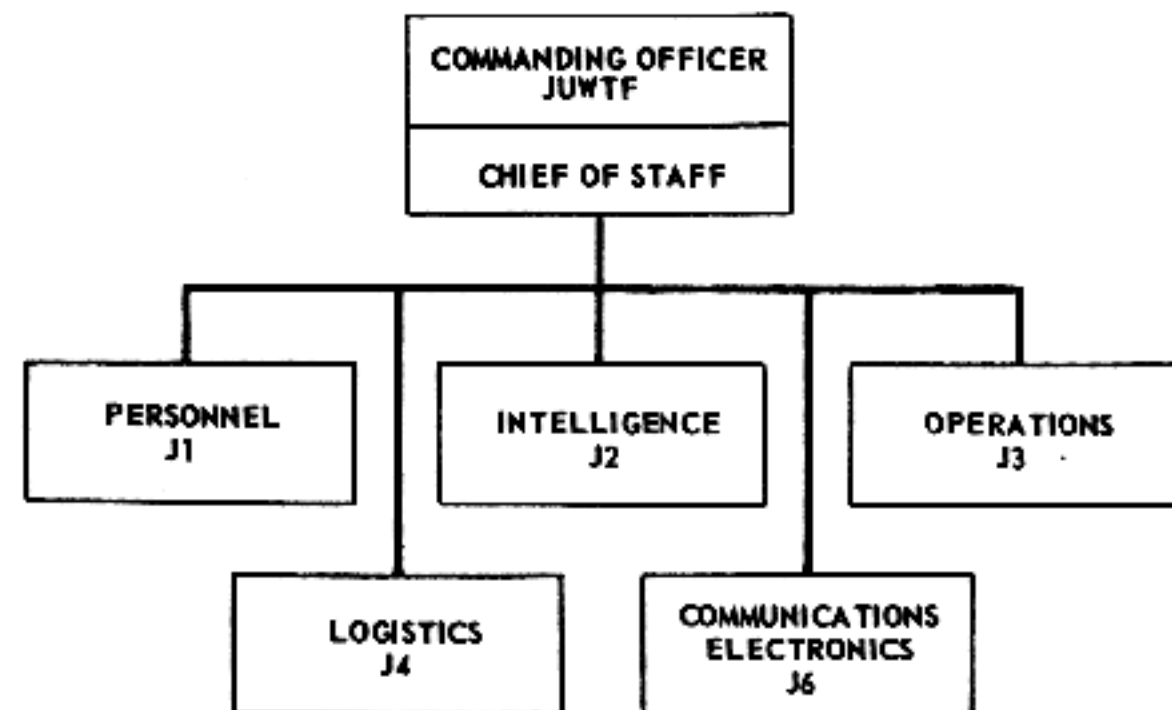 COMMANDING OFFICER
JUWTF
CHIEF OF STAFF
PERSONNEL
J1
INTELLIGENCE
J2
OPERATIONS
J3
LOGISTICS
J4
COMMUNICATIONS
ELECTRONICS
J6